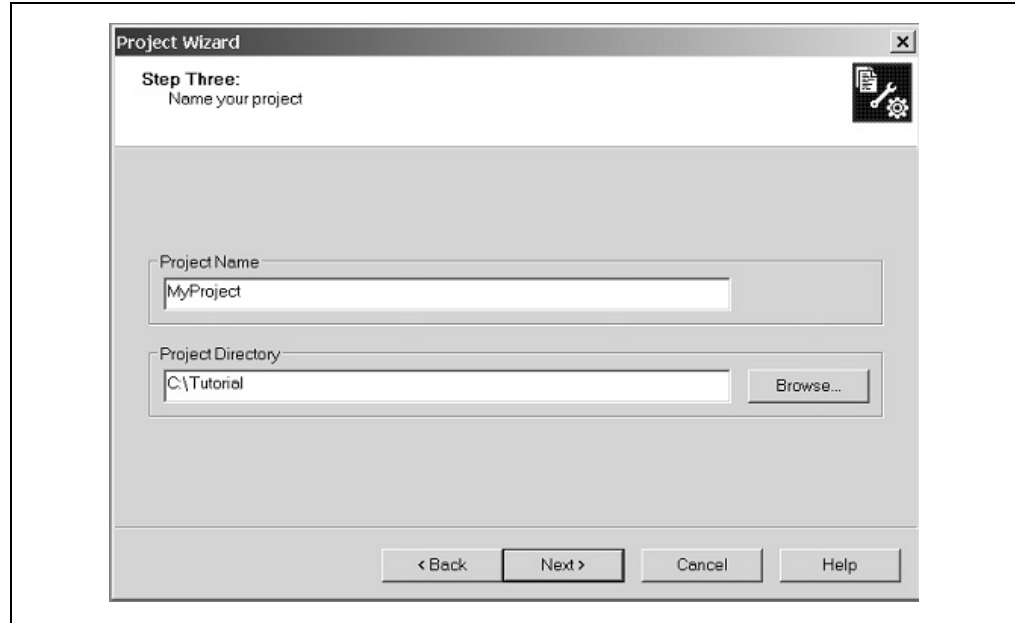 Project Wizard
Step Three:
Name your project
Project Name
MyProject
Project Directory
C:\Tutorial
Browse...
< Back
Next >
Cancel
Help